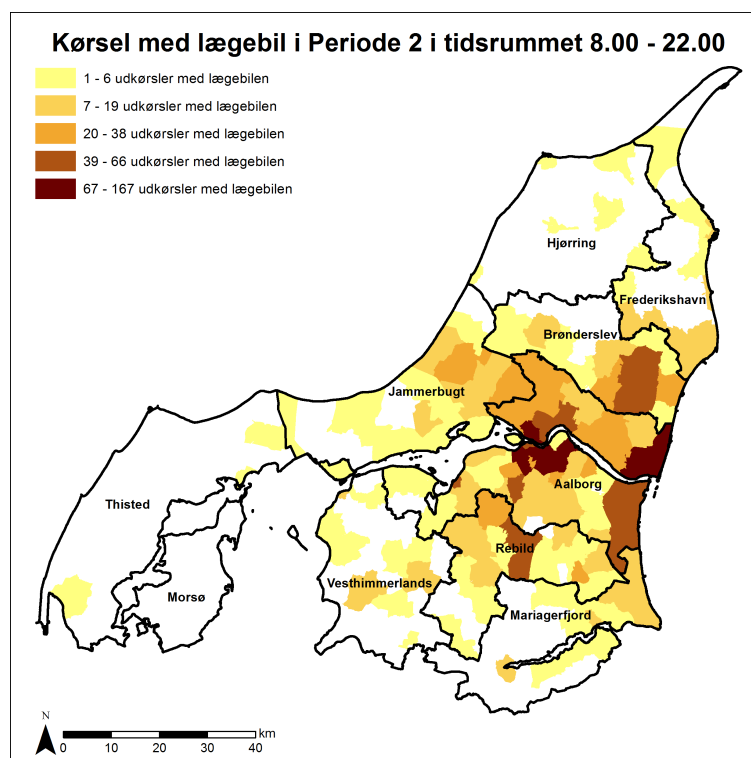 Kørsel med lægebil i Periode 2 i tidsrummet 8.00 - 22.00
1 - 6 udkørsler med lægebilen
7 - 19 udkørsler med lægebilen
20 - 38 udkørsler med lægebilen
39 - 66 udkørsler med lægebilen
67 - 167 udkørsler med lægebilen
Hjørring
Frederikshavn
Brønderslev
Jammerbugt
Aalborg
Thisted
Rebild
Vesthimmerlands
Morsø
Mariagerfjord
N
km
0 10 20 30 40